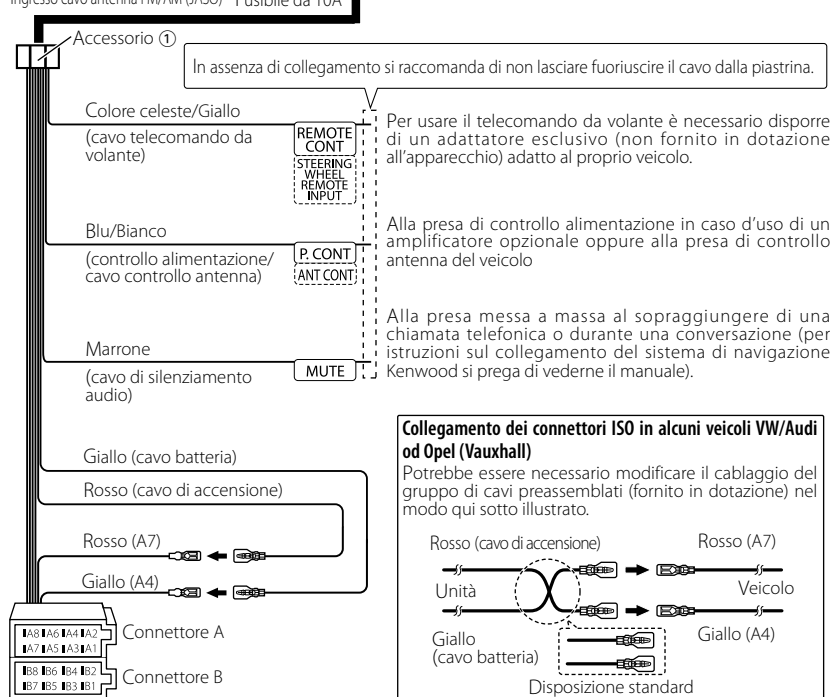 Ingresso cavo antenna FM/AM (JASO)
Fusibile da 10A
Accessorio ①
In assenza di collegamento si raccomanda di non lasciare fuoriuscire il cavo dalla piastrina.
Colore celeste/Giallo
(cavo telecomando da
volante)
REMOTE
CONT
STEERING
WHEEL
REMOTE
INPUT
Per usare il telecomando da volante è necessario disporre
di un adattatore esclusivo (non fornito in dotazione
all'apparecchio) adatto al proprio veicolo.
Blu/Bianco
(controllo alimentazione/
cavo controllo antenna)
P. CONT
ANT CONT
Alla presa di controllo alimentazione in caso d'uso di un
amplificatore opzionale oppure alla presa di controllo
antenna del veicolo
Marrone
(cavo di silenziamento
audio)
MUTE
Alla presa messa a massa al sopraggiungere di una
chiamata telefonica o durante una conversazione (per
istruzioni sul collegamento del sistema di navigazione
Kenwood si prega di vederne il manuale).
Giallo (cavo batteria)
Rosso (cavo di accensione)
Rosso (A7)
Giallo (A4)
A8 A6 A4 A2
A7 A5 A3 A1
Connettore A
B8 B6 B4 B2
B7 B5 B3 B1
Connettore B
Collegamento dei connettori ISO in alcuni veicoli VW/Audi
od Opel (Vauxhall)
Potrebbe essere necessario modificare il cablaggio del
gruppo di cavi preassemblati (fornito in dotazione) nel
modo qui sotto illustrato.
Rosso (cavo di accensione)
Rosso (A7)
Unità
Veicolo
Giallo
(cavo batteria)
Giallo (A4)
Disposizione standard